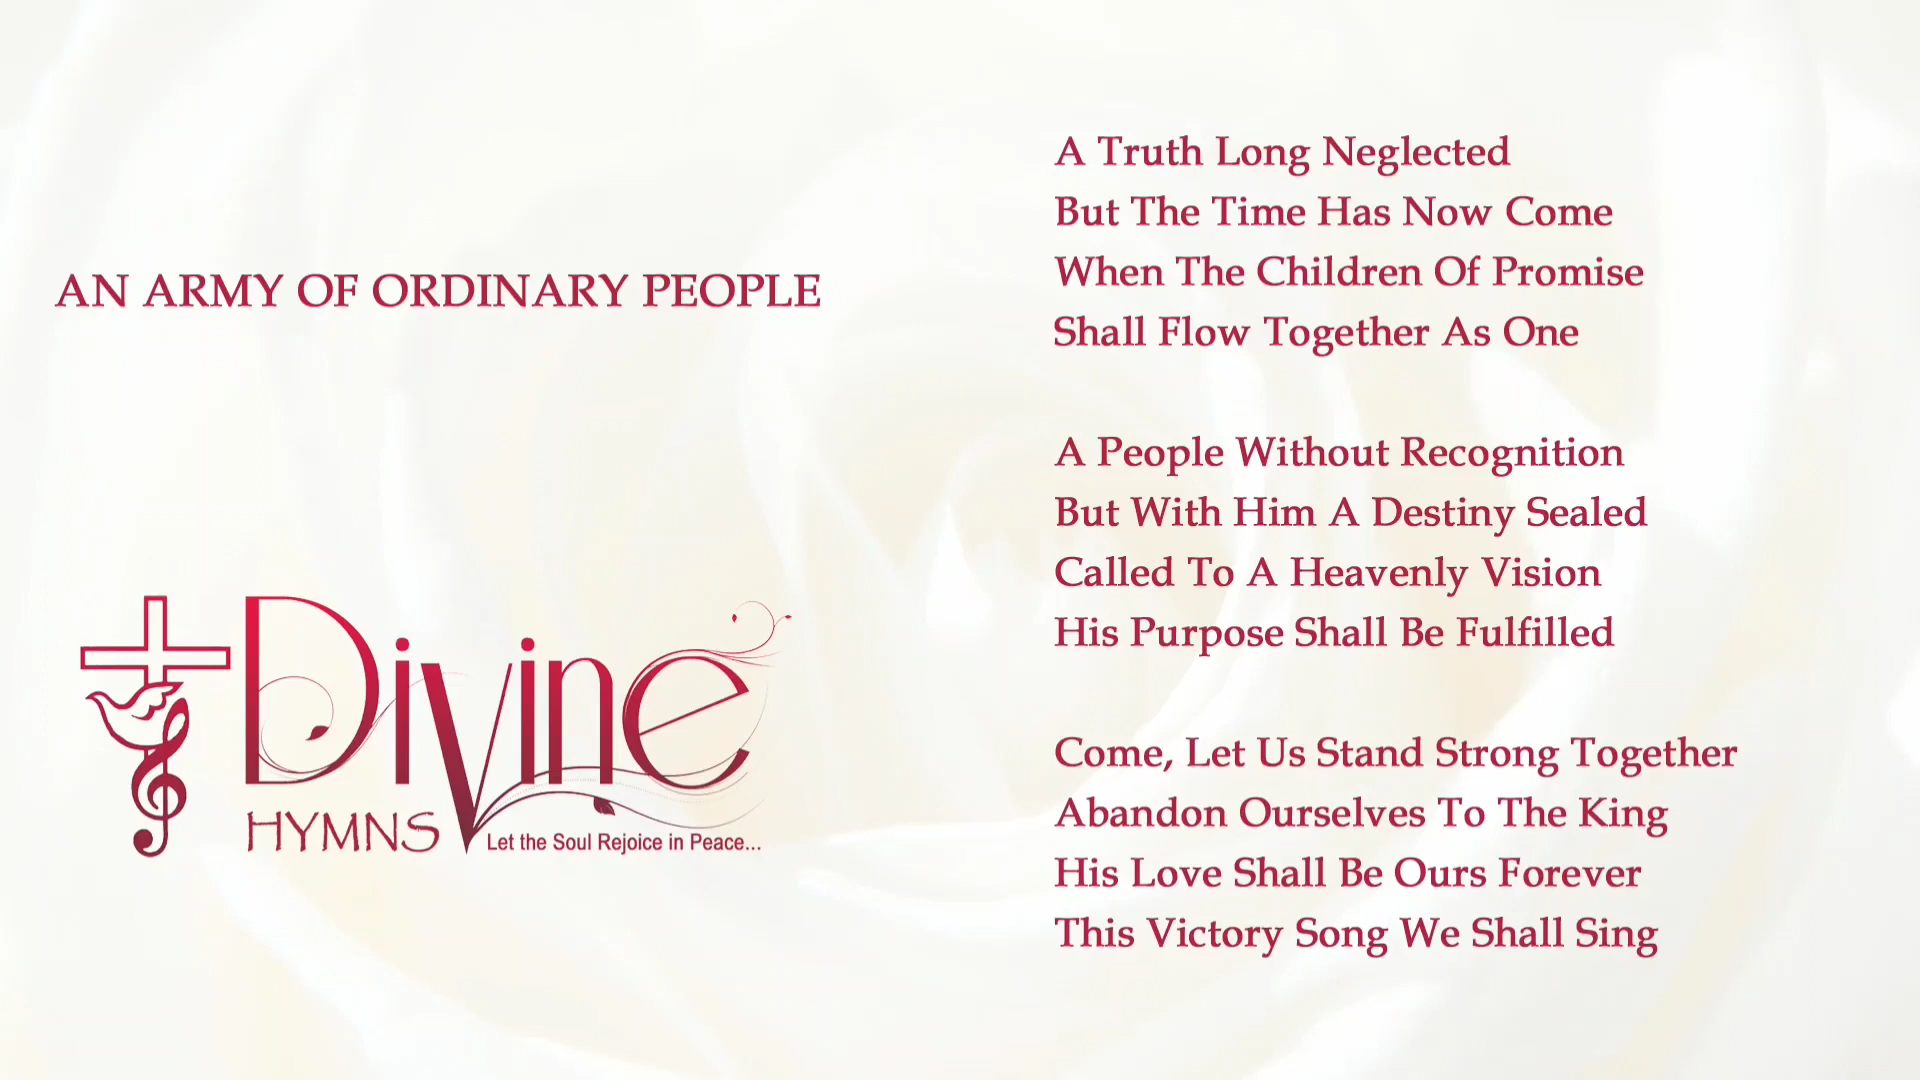 AN ARMY OF ORDINARY PEOPLE
Divine
HYMNS
Let the Soul Rejoice in Peace...
A Truth Long Neglected
But The Time Has Now Come
When The Children Of Promise
Shall Flow Together As One
A People Without Recognition
But With Him A Destiny Sealed
Called To A Heavenly Vision
His Purpose Shall Be Fulfilled
Come, Let Us Stand Strong Together
Abandon Ourselves To The King
His Love Shall Be Ours Forever
This Victory Song We Shall Sing